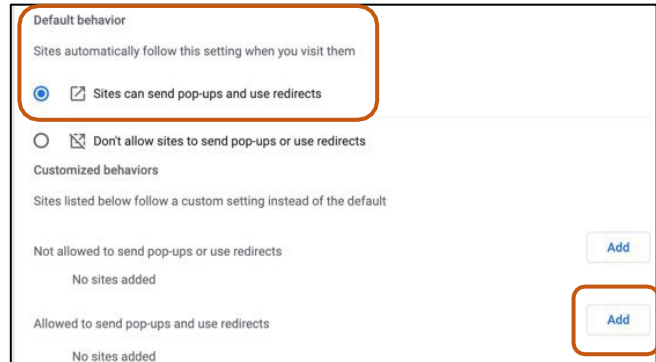 Default behavior
Sites automatically follow this setting when you visit them
Sites can send pop-ups and use redirects
Don't allow sites to send pop-ups or use redirects
Customized behaviors
Sites listed below follow a custom setting instead of the default
Not allowed to send pop-ups or use redirects
Add
No sites added
Allowed to send pop-ups and use redirects
Add
No sites added